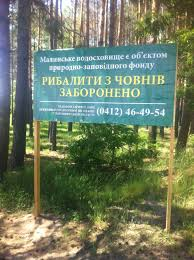 Малинське водосховище є об'єктом
природно-заповідного фонду
РИБАЛИТИ З ЧОВНІВ
ЗАБОРОНЕНО
(0412) 46-49-54